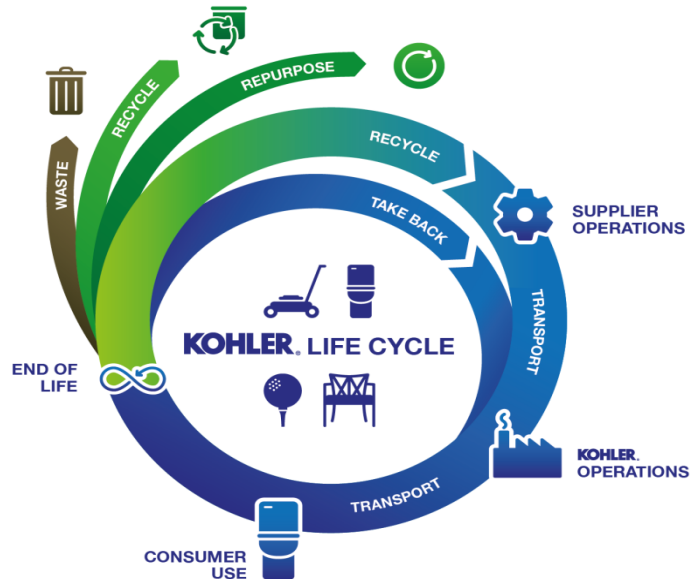 REPURPOSE
RECYCLE
WASTE
RECYCLE
TAKE BACK
SUPPLIER
OPERATIONS
TRANSPORT
KOHLER. LIFE CYCLE
END OF
LIFE
KOHLER.
OPERATIONS
TRANSPORT
CONSUMER
USE